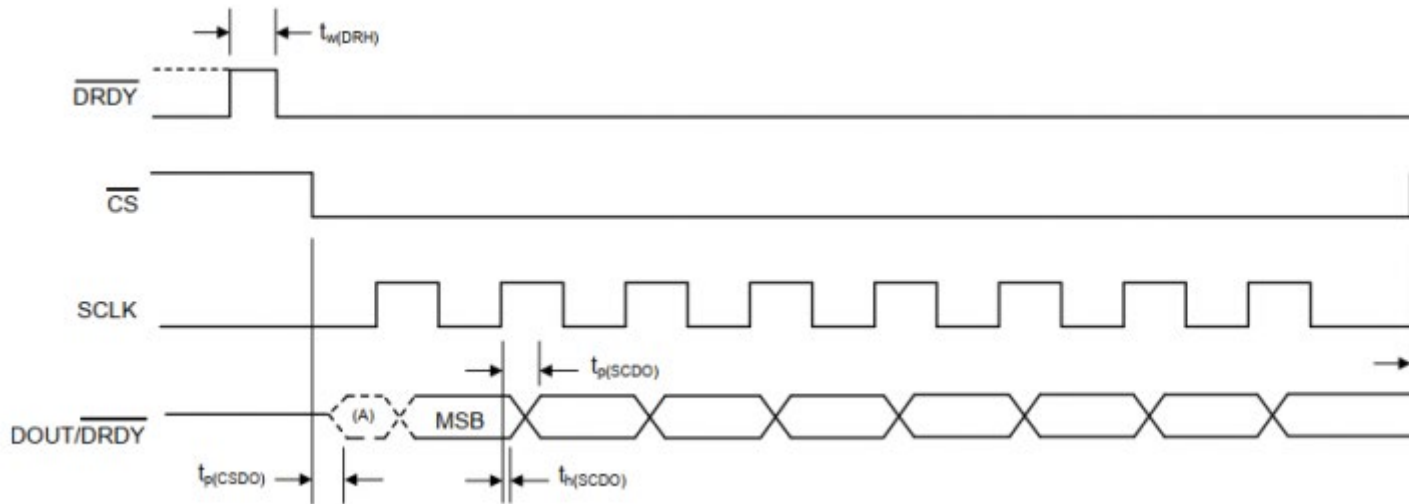 tw(DRH)
DRDY
CS
SCLK
tp(SCDO)
DOUT/DRDY
(A)
MSB
tp(CSDO)
th(SCDO)